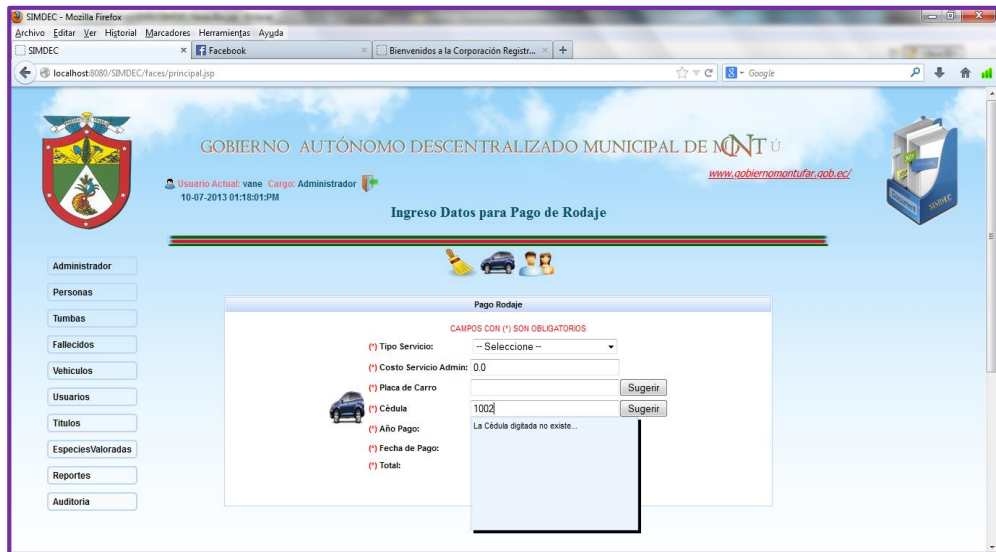 SIMDEC - Mozilla Firefox
Archivo Editar Ver Historial Marcadores Herramientas Ayuda
SIMDEC
Facebook
Bienvenidos a la Corporación Registr...
localhost:8080/SIMDEC/faces/principal.jsp
Google
GOBIERNO AUTÓNOMO DESCENTRALIZADO MUNICIPAL DE M NT Ú
www.gobiernomontufar.gob.ec/
Usuario Actual: vane Cargo: Administrador
10-07-2013 01:18:01:PM
Ingreso Datos para Pago de Rodaje
Document
SIMDEC
Administrador
Personas
Tumbas
Fallecidos
Vehiculos
Usuarios
Titulos
EspeciesValoradas
Reportes
Auditoria
Pago Rodaje
CAMPOS CON (*) SON OBLIGATORIOS
(*) Tipo Servicio: -- Seleccione --
(*) Costo Servicio Admin: 0.0
(*) Placa de Carro Sugerir
(*) Cédula 1002 Sugerir
La Cédula digitada no existe...
(*) Año Pago:
(*) Fecha de Pago:
(*) Total: